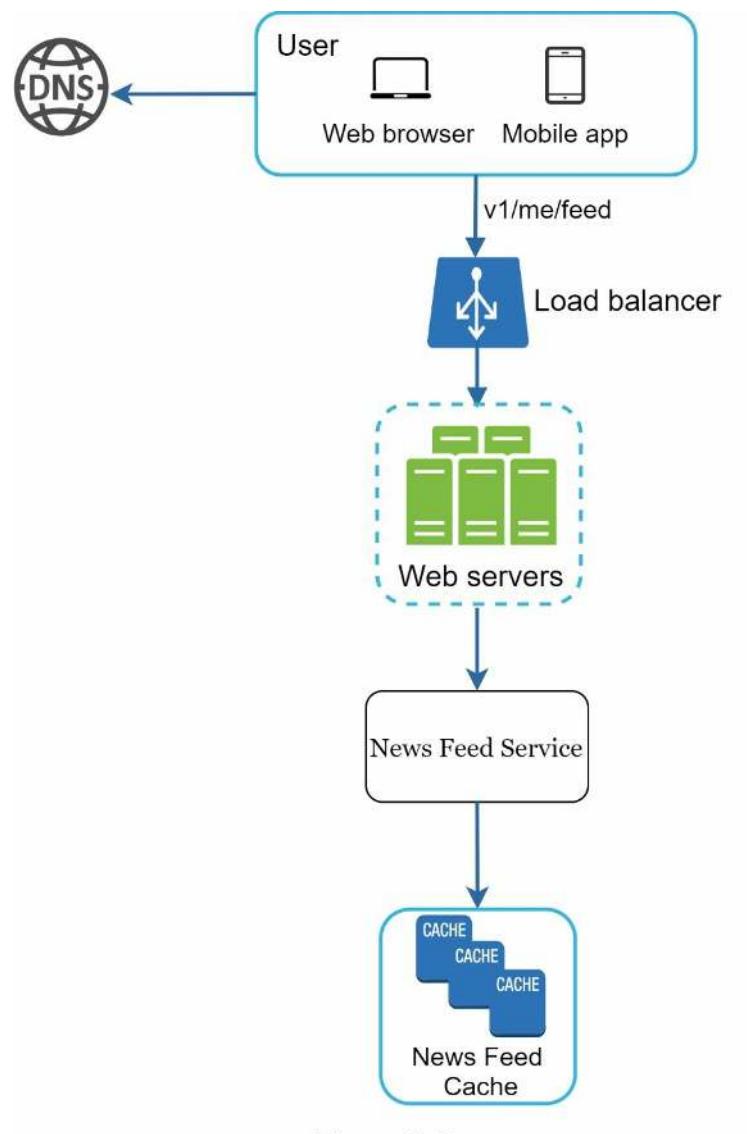 User
DNS
Web browser
Mobile app
v1/me/feed
Load balancer
Web servers
News Feed Service
CACHE
CACHE
CACHE
News Feed
Cache